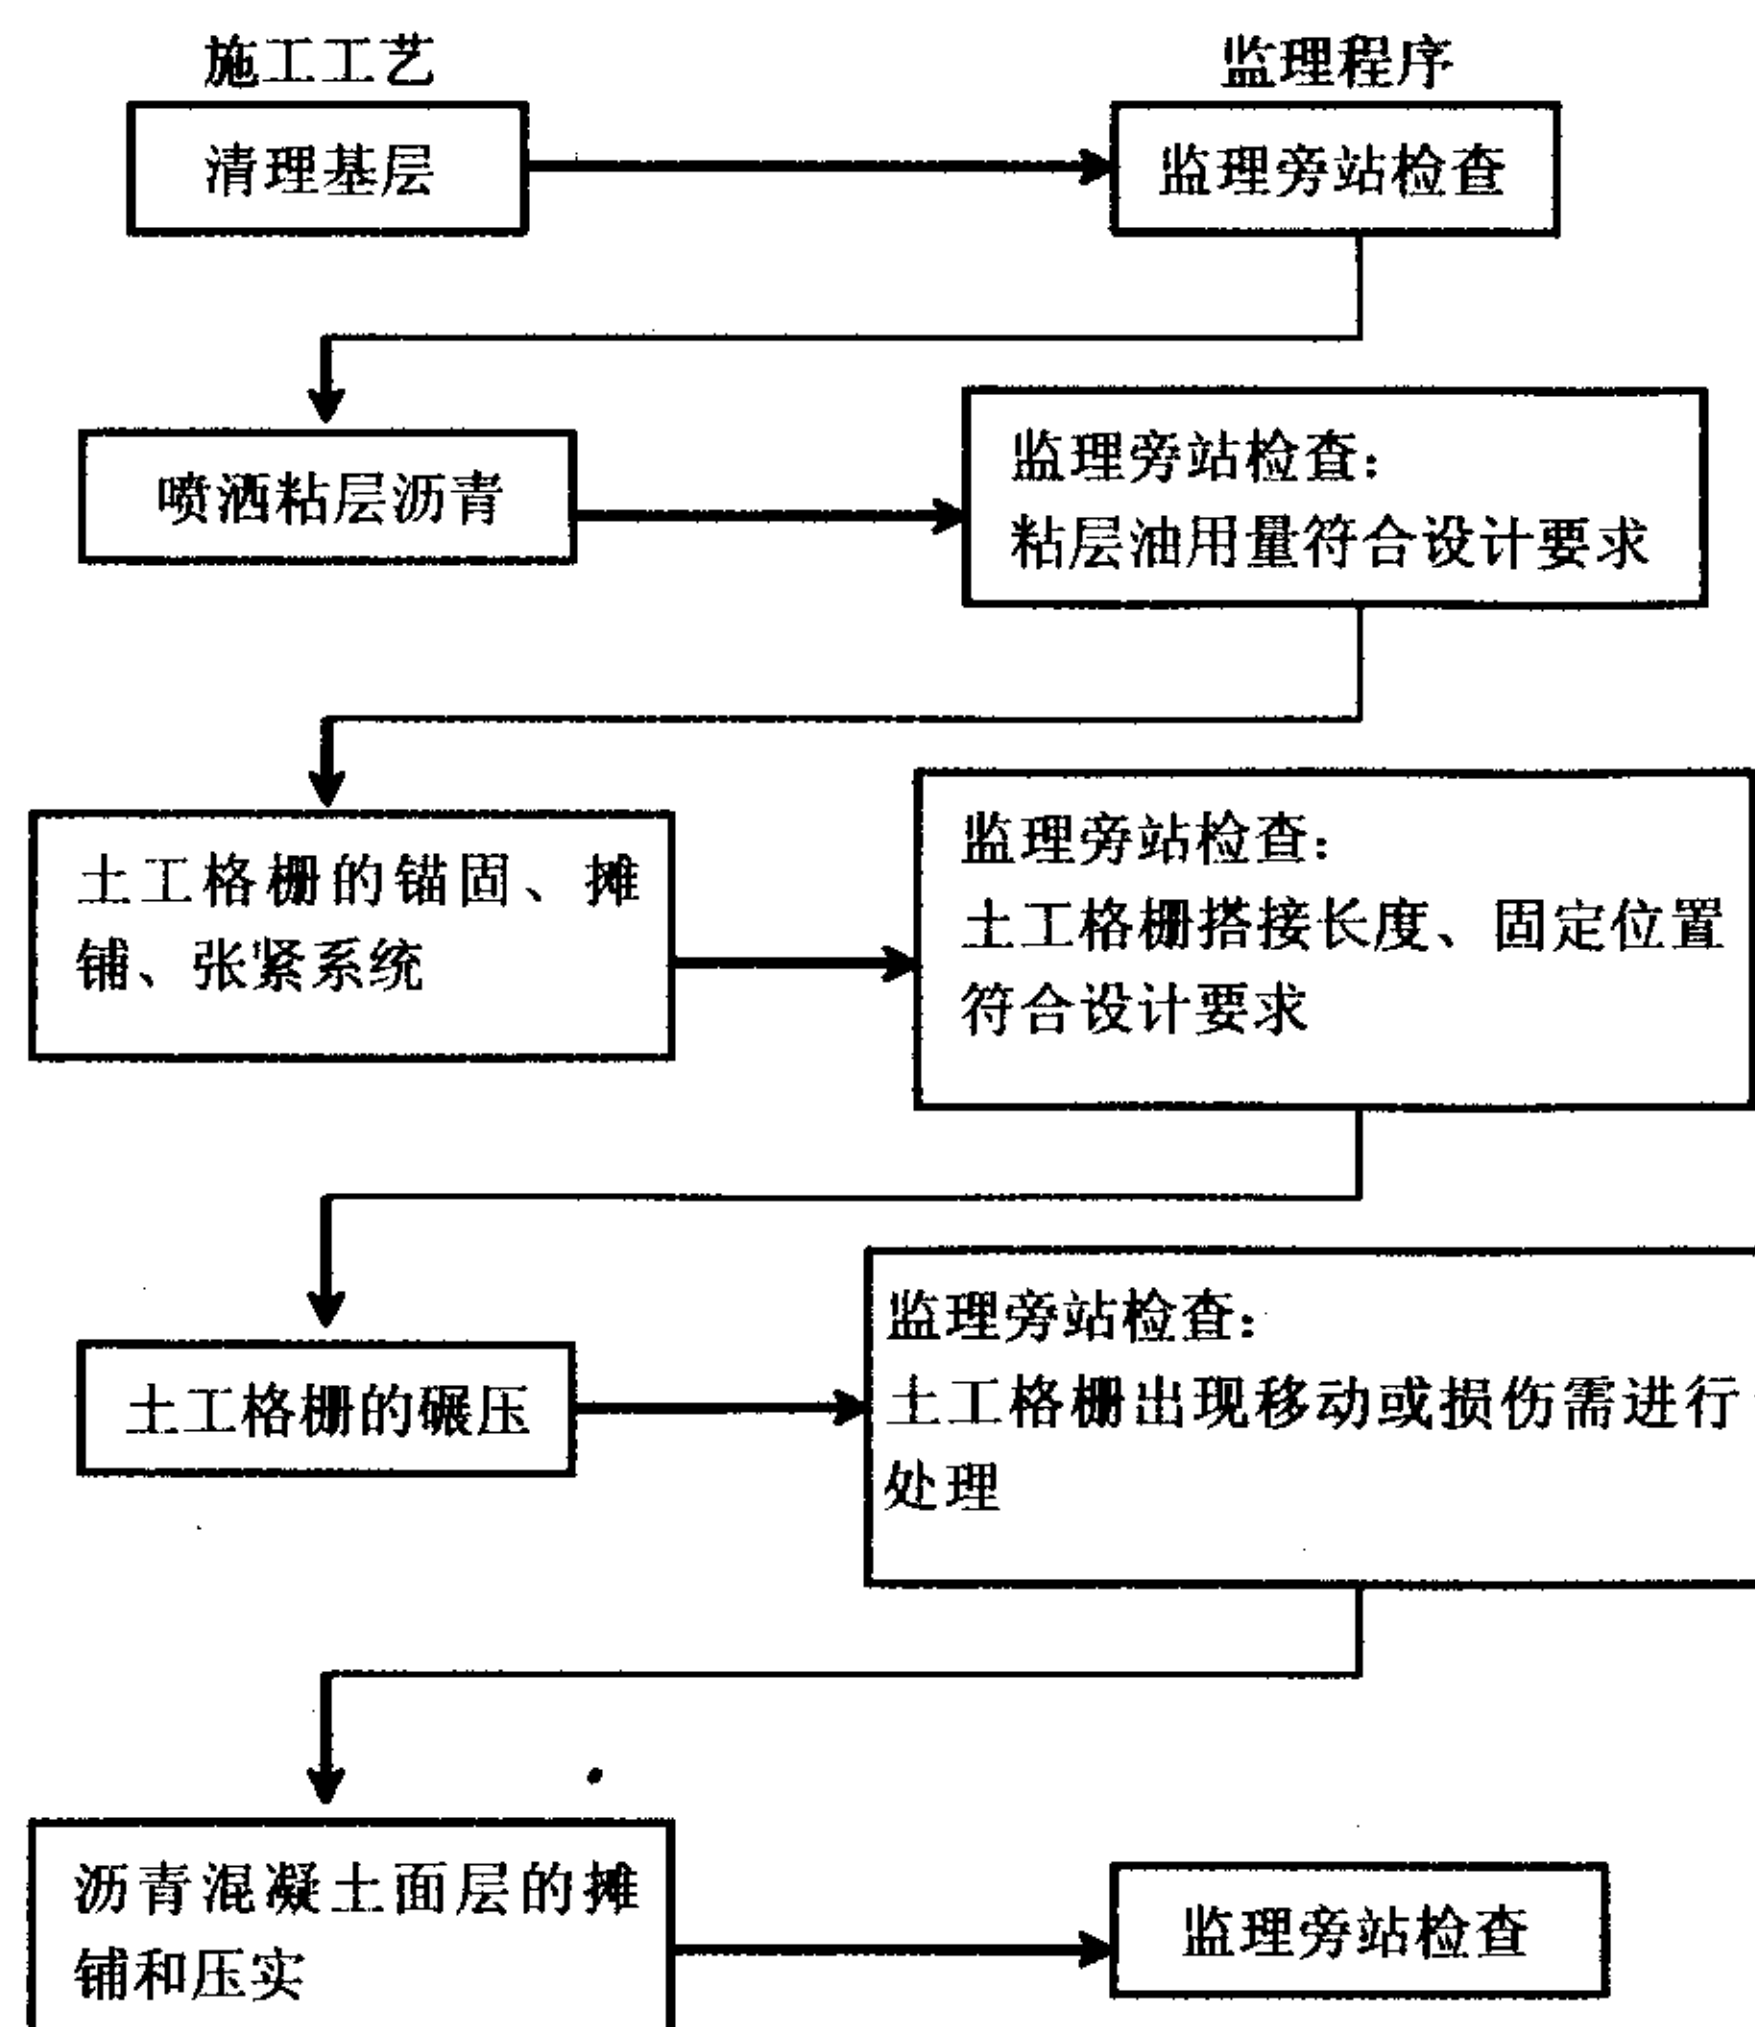 施工工艺
监理程序
清理基层
监理旁站检查
喷洒粘层沥青
监理旁站检查：
粘层油用量符合设计要求
土工格栅的锚固、摊
铺、张紧系统
监理旁站检查：
土工格栅搭接长度、固定位置
符合设计要求
土工格栅的碾压
监理旁站检查：
土工格栅出现移动或损伤需进行
处理
沥青混凝土面层的摊
铺和压实
监理旁站检查